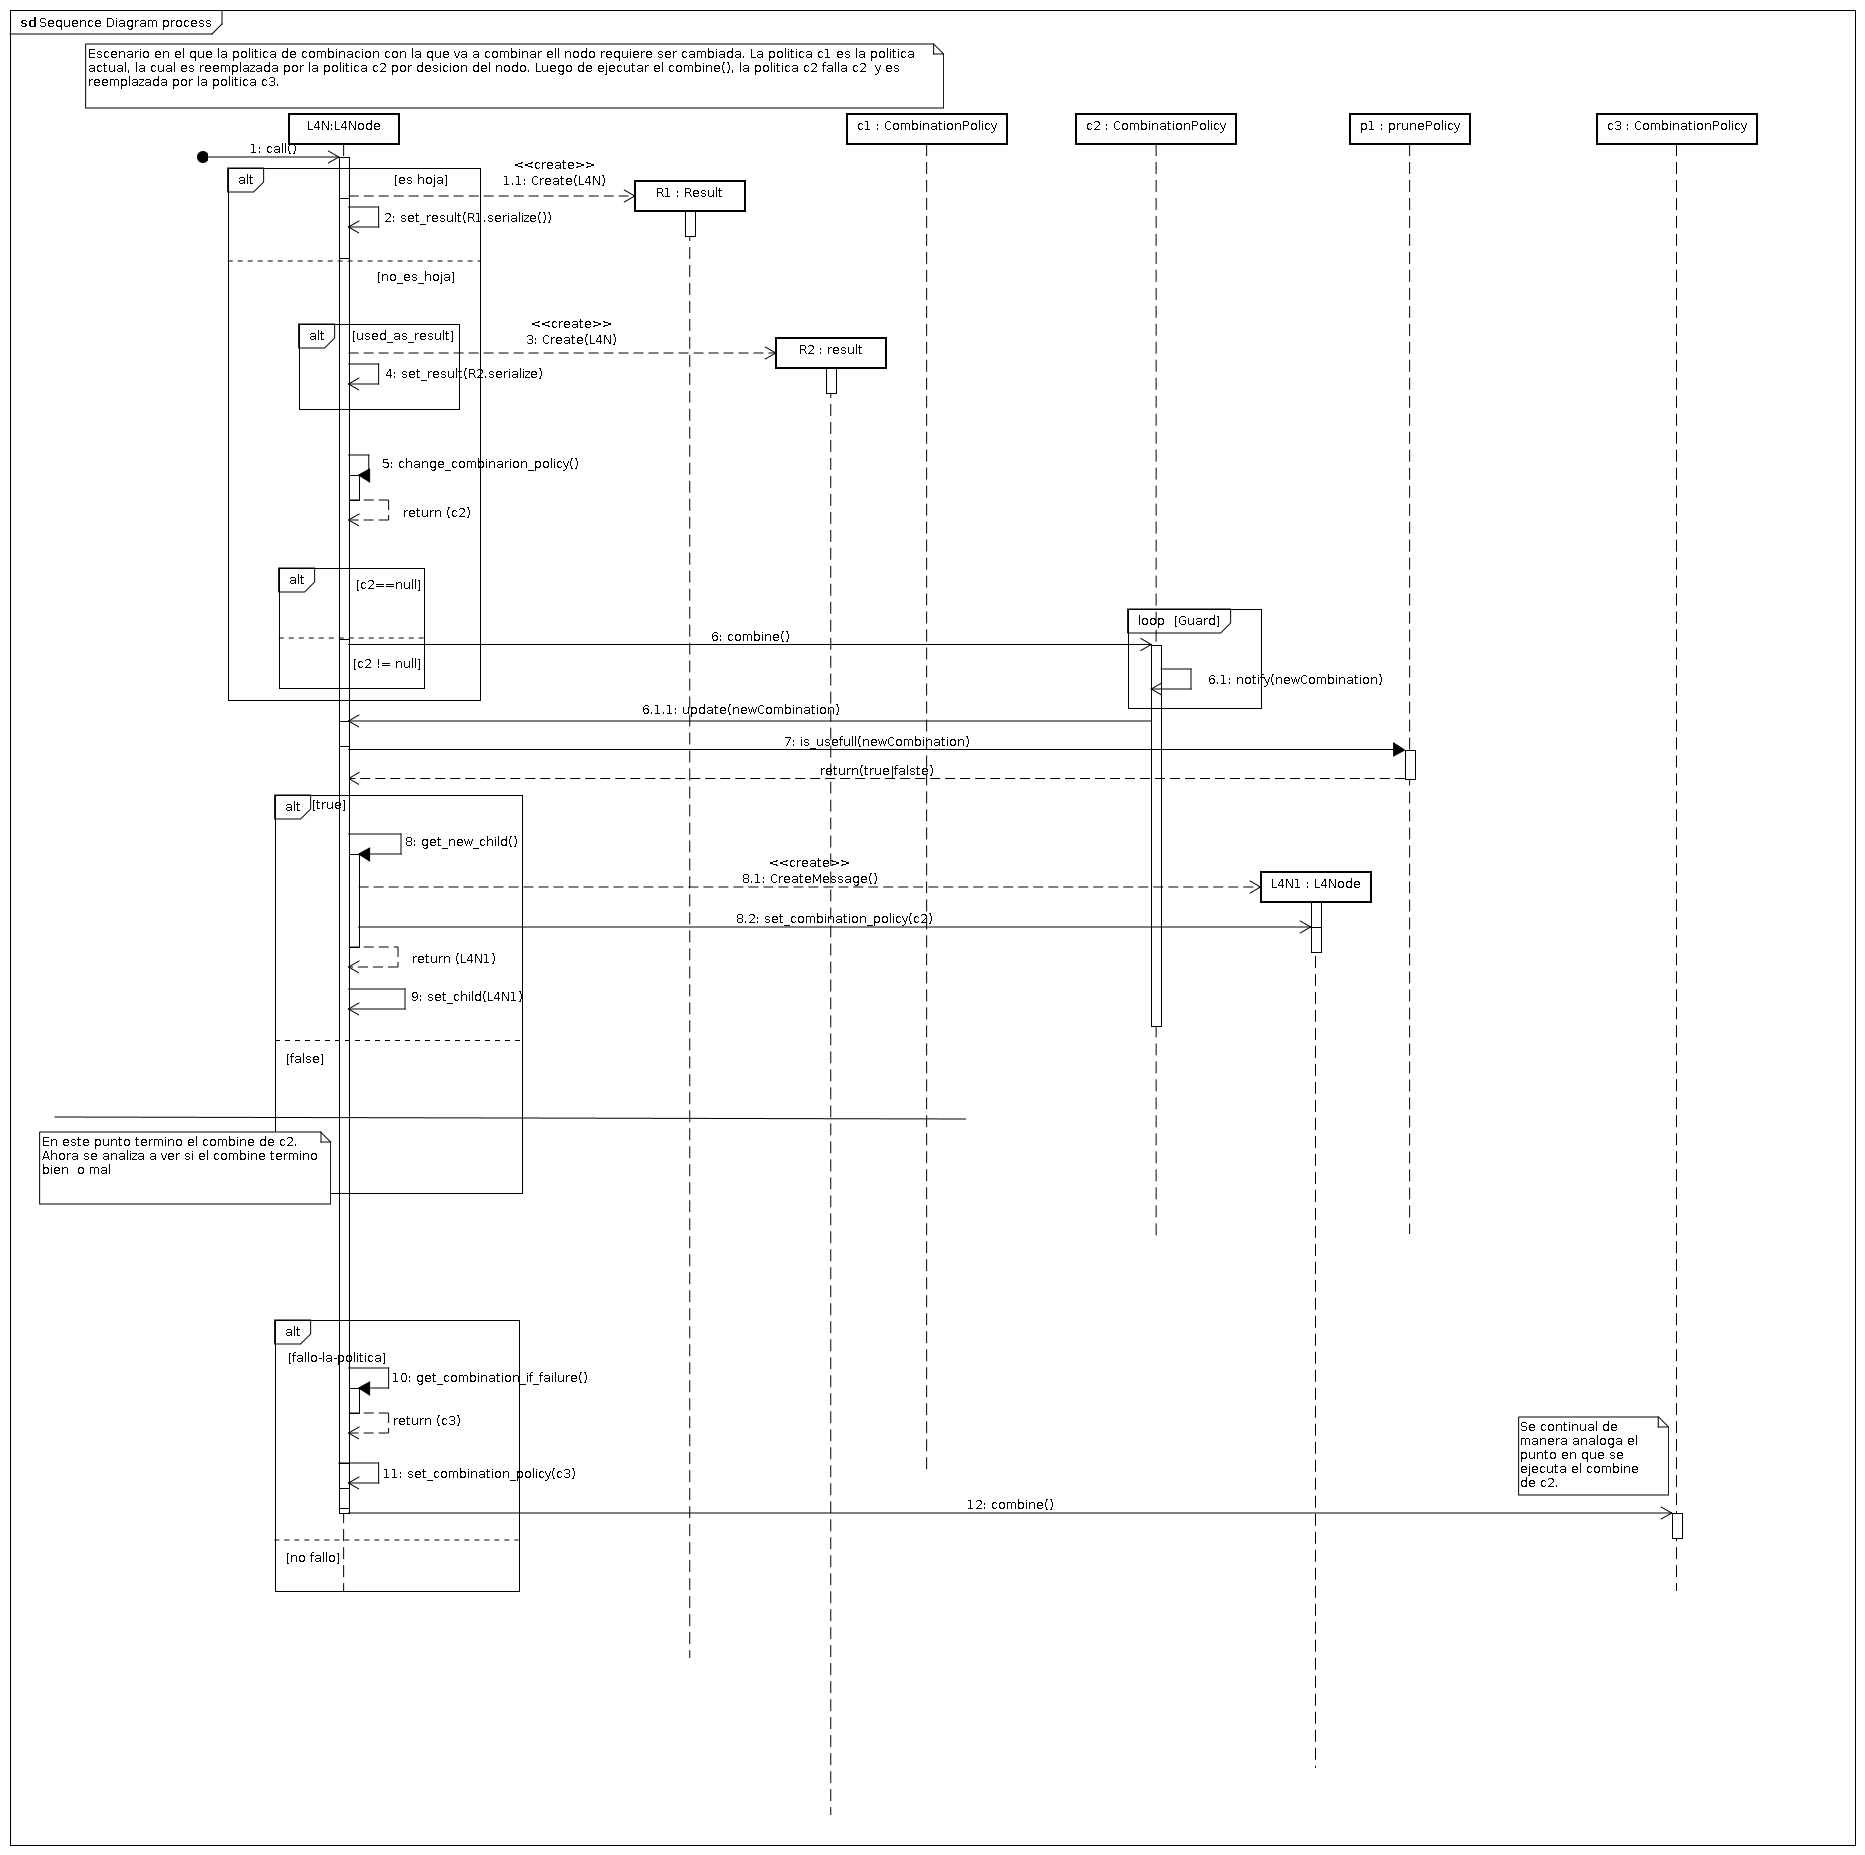 sd Sequence Diagram process
Escenario en el que la politica de combinacion con la que va a combinar ell nodo requiere ser cambiada. La politica c1 es la politica
actual, la cual es reemplazada por la politica c2 por desicion del nodo. Luego de ejecutar el combine(), la politica c2 falla c2  y es
reemplazada por la politica c3.
L4N:L4Node
c1 : CombinationPolicy
c2 : CombinationPolicy
p1 : prunePolicy
c3 : CombinationPolicy
1: call()
alt
[es hoja]
<<create>>
1.1: Create(L4N)
R1 : Result
2: set_result(R1.serialize())
[no_es_hoja]
alt
[used_as_result]
<<create>>
3: Create(L4N)
R2 : result
4: set_result(R2.serialize)
5: change_combinarion_policy()
return (c2)
alt
[c2==null]
loop [Guard]
6: combine()
[c2 != null]
6.1: notify(newCombination)
6.1.1: update(newCombination)
7: is_usefull(newCombination)
return(true|falste)
alt
[true]
8: get_new_child()
<<create>>
8.1: CreateMessage()
L4N1 : L4Node
8.2: set_combination_policy(c2)
return (L4N1)
9: set_child(L4N1)
[false]
En este punto termino el combine de c2.
Ahora se analiza a ver si el combine termino
bien  o mal
alt
[fallo-la-politica]
10: get_combination_if_failure()
return (c3)
11: set_combination_policy(c3)
Se continual de
manera analoga el
punto en que se
ejecuta el combine
de c2.
12: combine()
[no fallo]